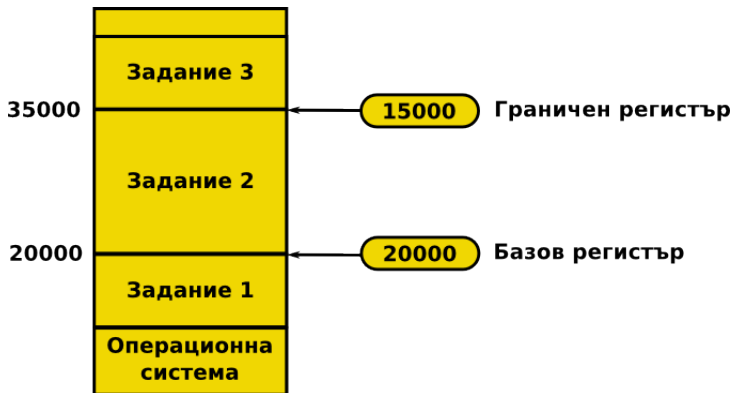 Задание 3
35000
15000
Граничен регистър
Задание 2
20000
20000
Базов регистър
Задание 1
Операционна
система